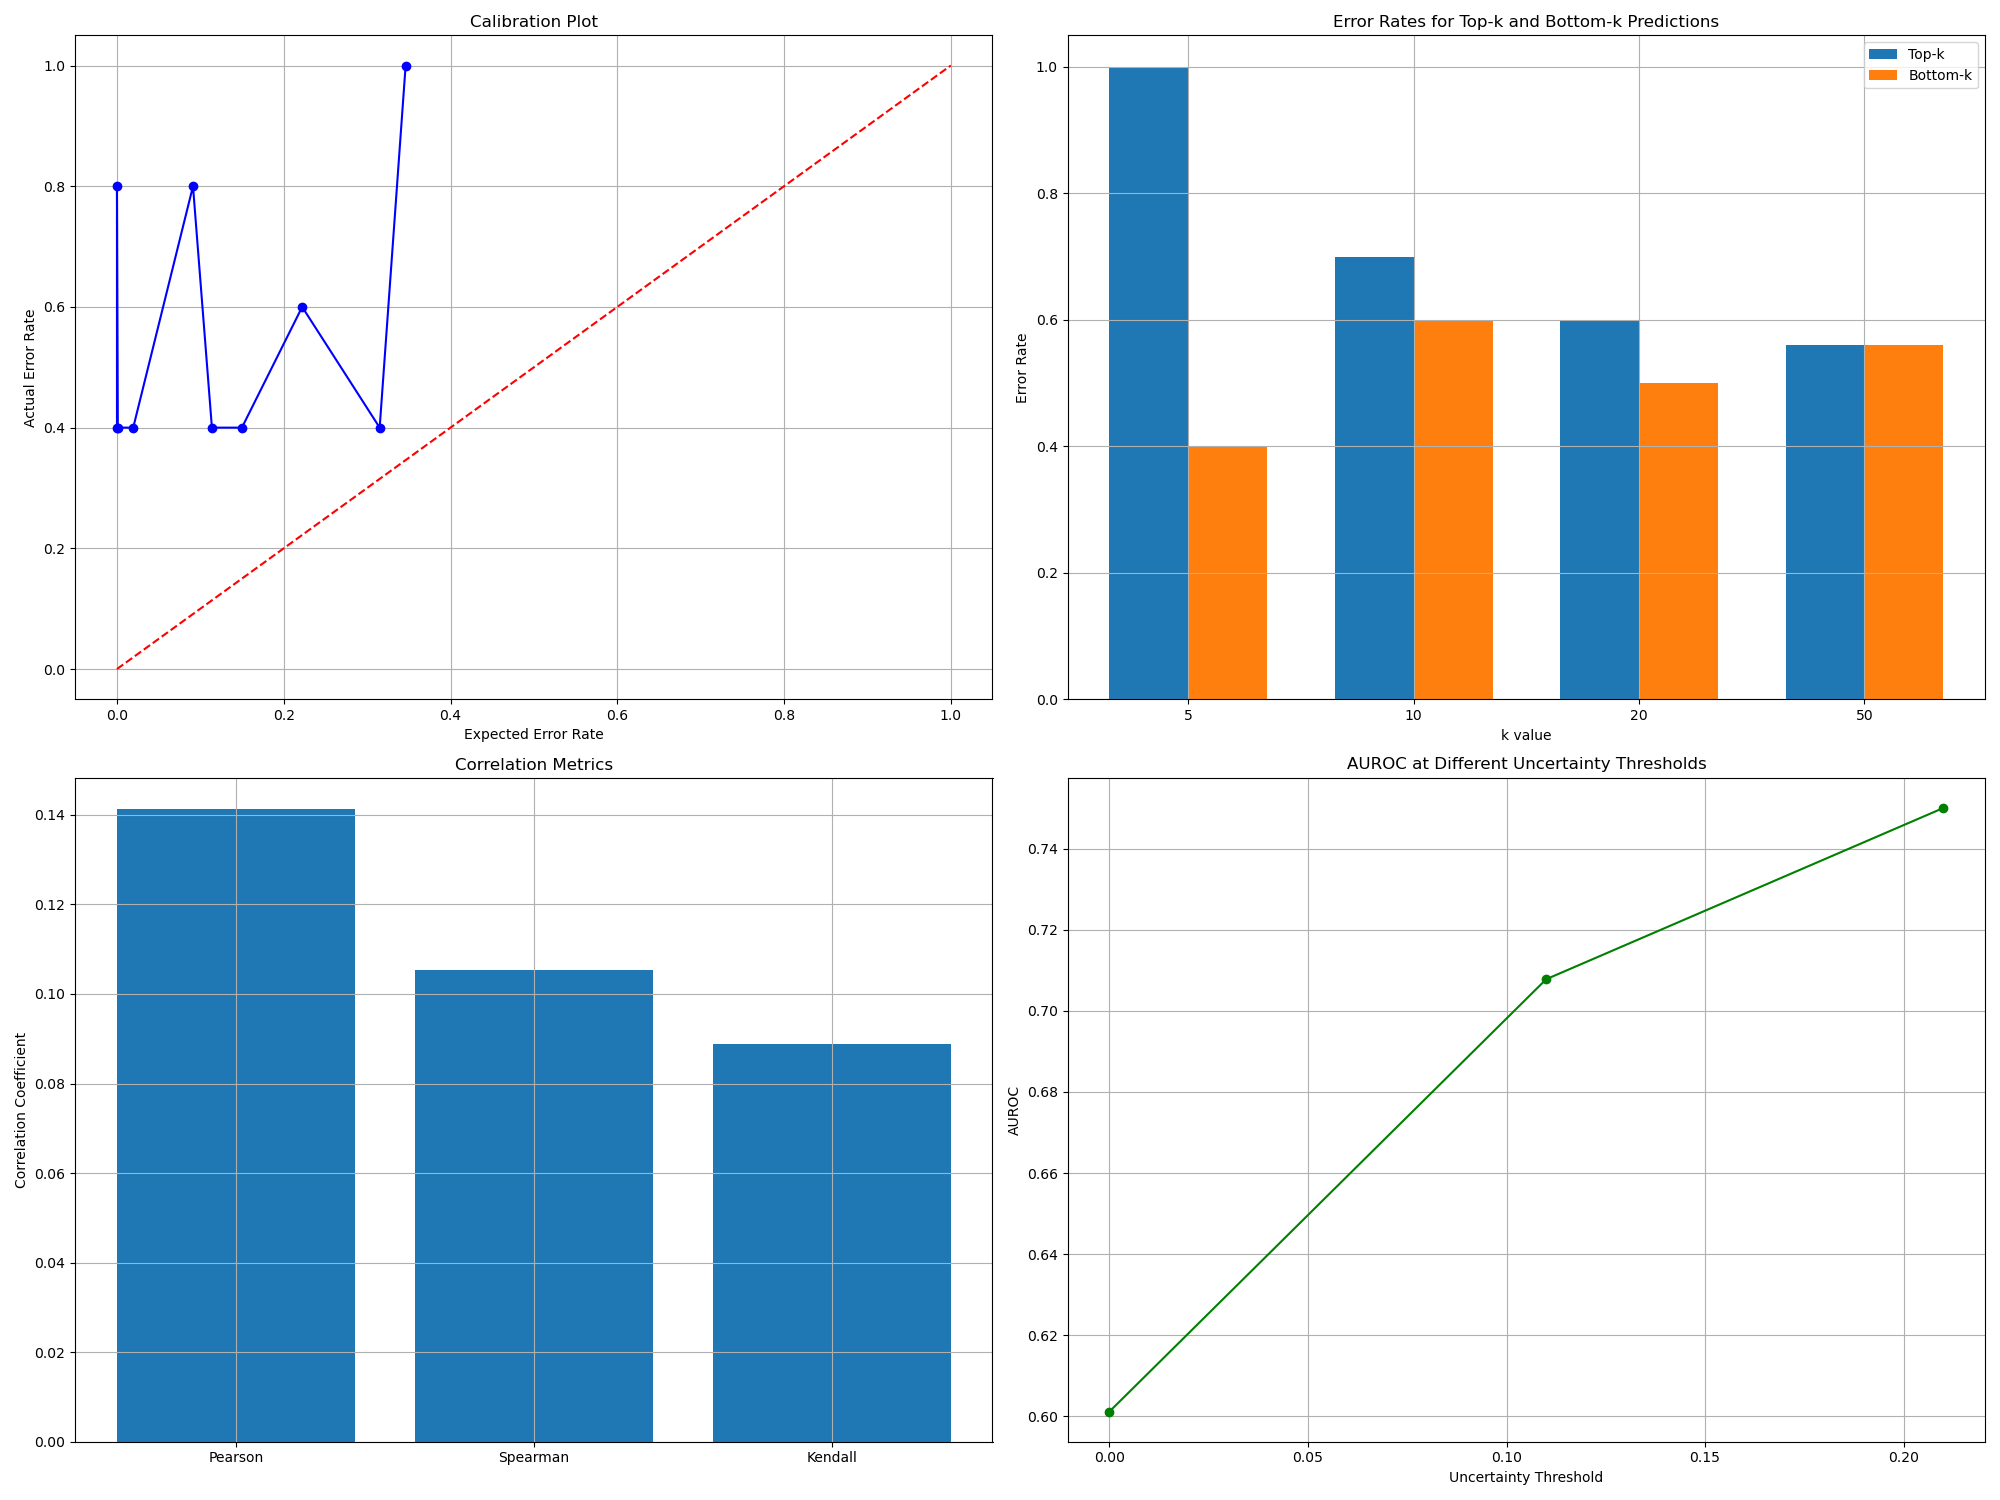 Calibration Plot
1.0
0.8
0.6
0.4
0.2
0.0
Actual Error Rate
0.0 0.2 0.4 0.6 0.8 1.0
Expected Error Rate
Error Rates for Top-k and Bottom-k Predictions
Top-k
Bottom-k
1.0
0.8
0.6
0.4
0.2
0.0
Error Rate
5 10 20 50
k value
Correlation Metrics
0.14
0.12
0.10
0.08
0.06
0.04
0.02
0.00
Correlation Coefficient
Pearson Spearman Kendall
AUROC at Different Uncertainty Thresholds
0.74
0.72
0.70
0.68
0.66
0.64
0.62
0.60
AUROC
0.00 0.05 0.10 0.15 0.20
Uncertainty Threshold